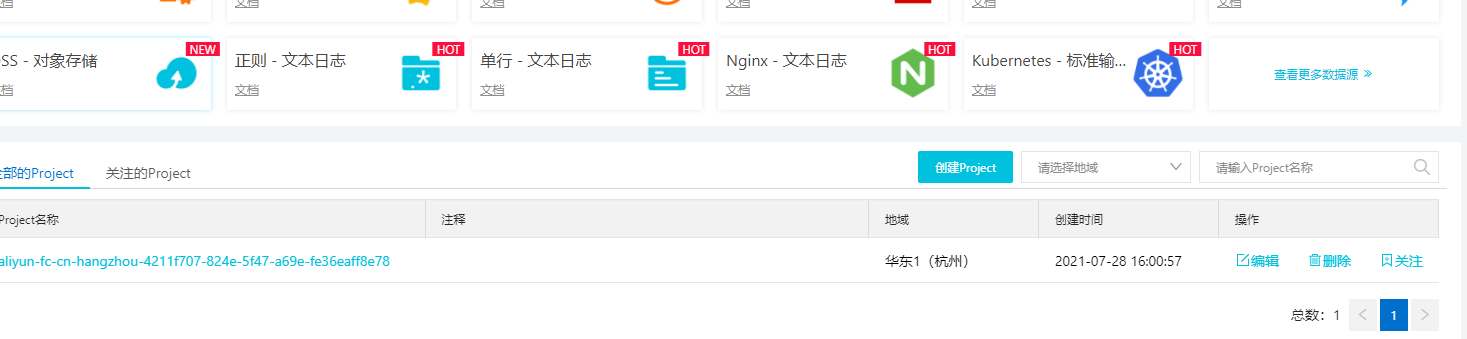 文档 文档 文档 文档 文档 文档
NEW HOT HOT HOT HOT
SS - 对象存储 正则 - 文本日志 单行 - 文本日志 Nginx - 文本日志 Kubernetes - 标准输...
查看更多数据源 »
文档 文档 文档 文档 文档
全部的Project 关注的Project 创建Project 请选择地域 请输入Project名称
Project名称 注释 地域 创建时间 操作
aliyun-fc-cn-hangzhou-4211f707-824e-5f47-a69e-fe36eaff8e78 华东1（杭州） 2021-07-28 16:00:57 编辑 删除 关注
总数：1 < 1 >